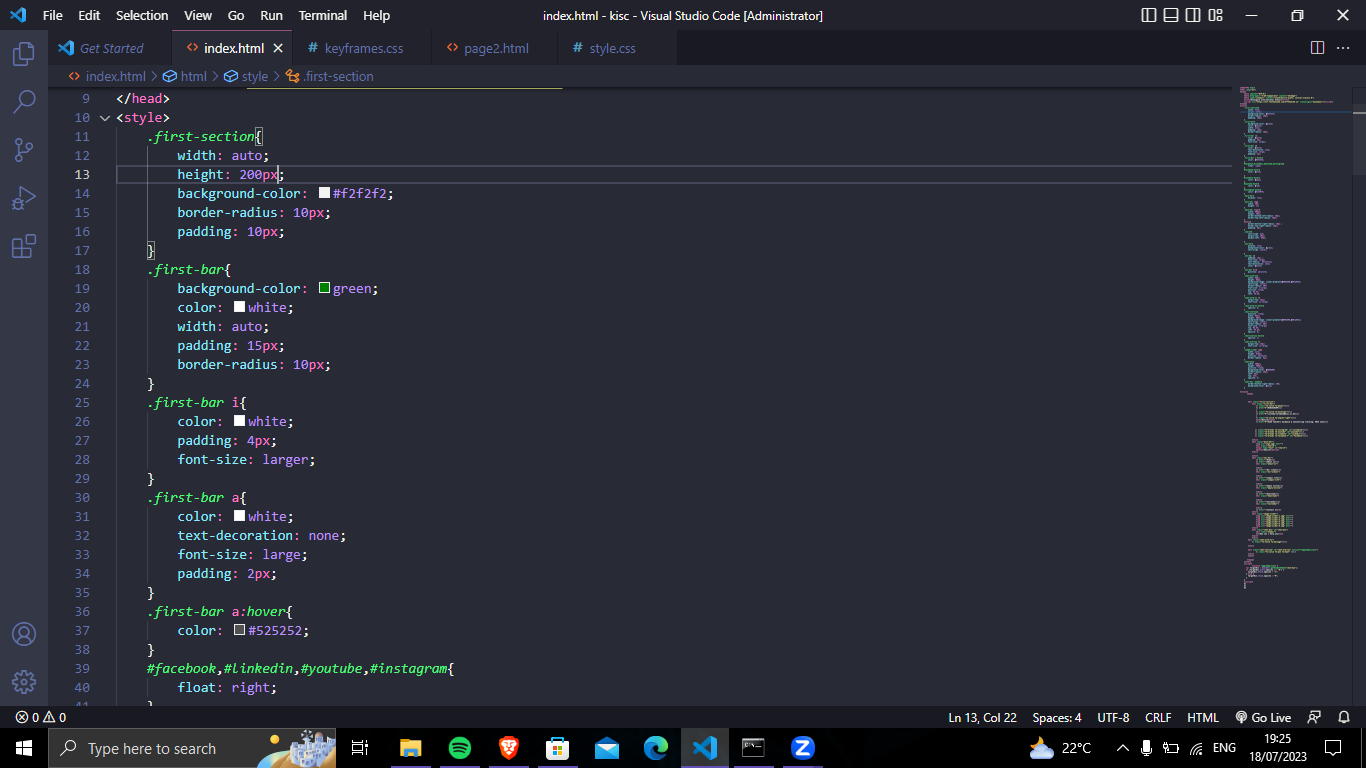 File Edit Selection View Go Run Terminal Help
index.html - kisc - Visual Studio Code [Administrator]
Get Started
index.html
keyframes.css
page2.html
style.css
index.html > html > style > .first-section
9 </head>
10 <style>
11 .first-section{
12 width: auto;
13 height: 200px;
14 background-color: #f2f2f2;
15 border-radius: 10px;
16 padding: 10px;
17 }
18 .first-bar{
19 background-color: green;
20 color: white;
21 width: auto;
22 padding: 15px;
23 border-radius: 10px;
24 }
25 .first-bar i{
26 color: white;
27 padding: 4px;
28 font-size: larger;
29 }
30 .first-bar a{
31 color: white;
32 text-decoration: none;
33 font-size: large;
34 padding: 2px;
35 }
36 .first-bar a:hover{
37 color: #525252;
38 }
39 #facebook,#linkedin,#youtube,#instagram{
40 float: right;
0 0
Ln 13, Col 22 Spaces: 4 UTF-8 CRLF HTML Go Live
Type here to search
22°C
ENG
19:25
18/07/2023